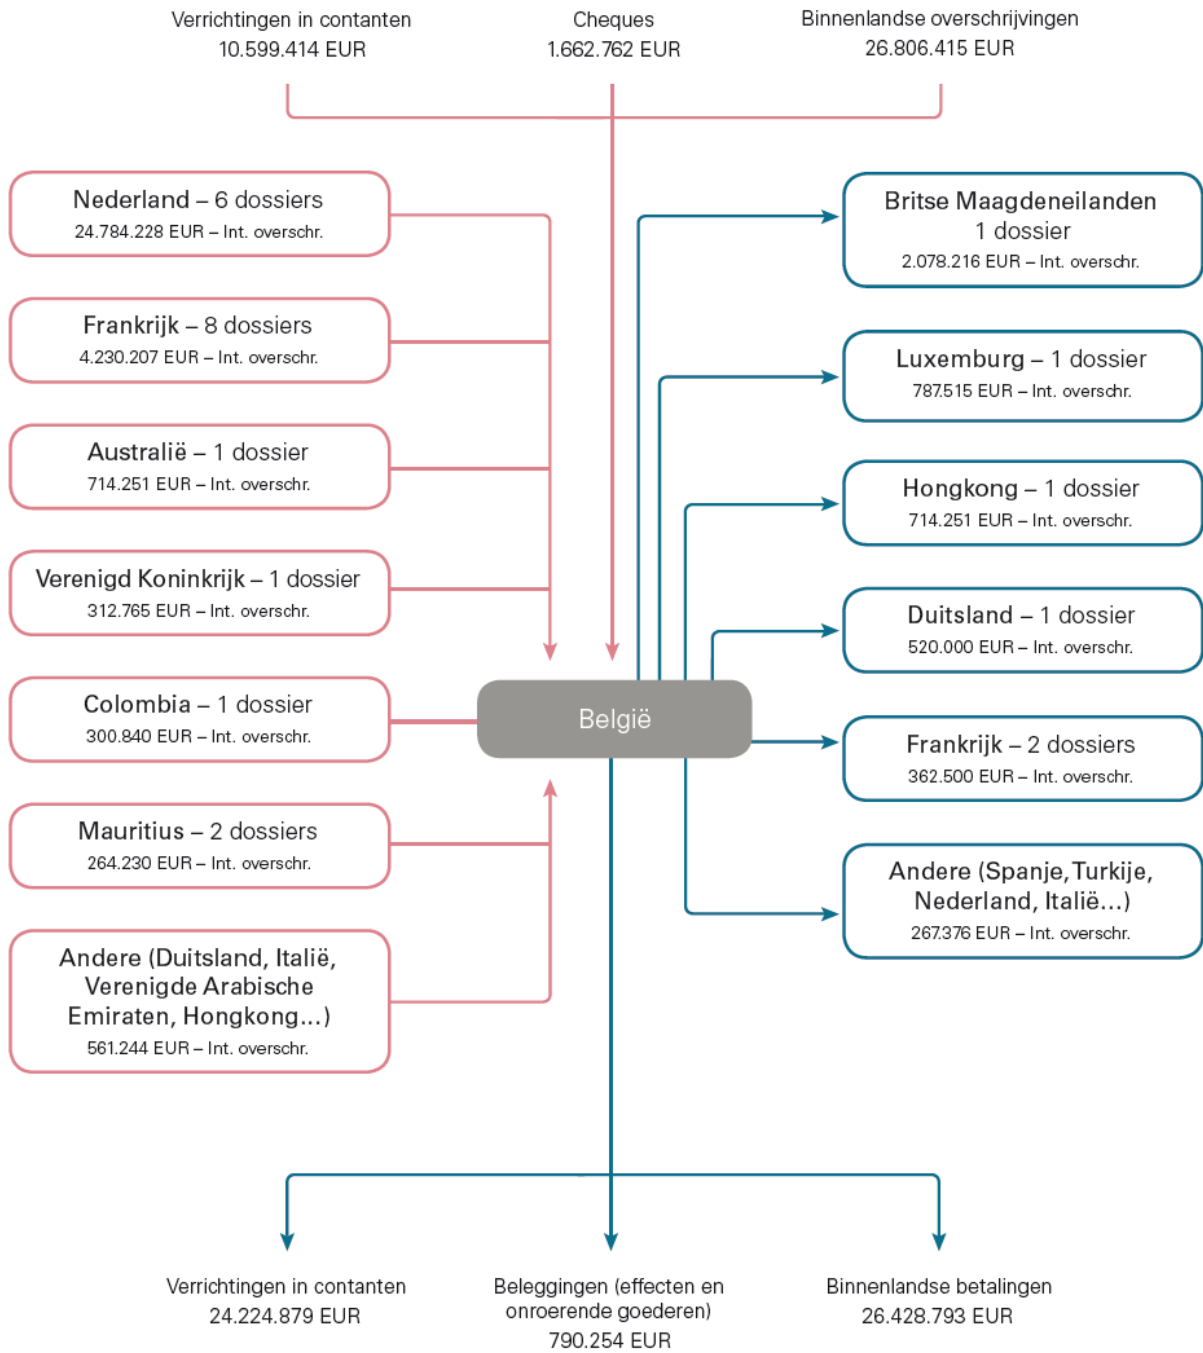 Verrichtingen in contanten
10.599.414 EUR
Cheques
1.662.762 EUR
Binnenlandse overschrijvingen
26.806.415 EUR
Nederland – 6 dossiers
24.784.228 EUR – Int. overschr.
Frankrijk – 8 dossiers
4.230.207 EUR – Int. overschr.
Australië – 1 dossier
714.251 EUR – Int. overschr.
Verenigd Koninkrijk – 1 dossier
312.765 EUR – Int. overschr.
Colombia – 1 dossier
300.840 EUR – Int. overschr.
Mauritius – 2 dossiers
264.230 EUR – Int. overschr.
Andere (Duitsland, Italië,
Verenigde Arabische
Emiraten, Hongkong...)
561.244 EUR – Int. overschr.
België
Britse Maagdeneilanden
1 dossier
2.078.216 EUR – Int. overschr.
Luxemburg – 1 dossier
787.515 EUR – Int. overschr.
Hongkong – 1 dossier
714.251 EUR – Int. overschr.
Duitsland – 1 dossier
520.000 EUR – Int. overschr.
Frankrijk – 2 dossiers
362.500 EUR – Int. overschr.
Andere (Spanje, Turkije,
Nederland, Italië...)
267.376 EUR – Int. overschr.
Verrichtingen in contanten
24.224.879 EUR
Beleggingen (effecten en
onroerende goederen)
790.254 EUR
Binnenlandse betalingen
26.428.793 EUR